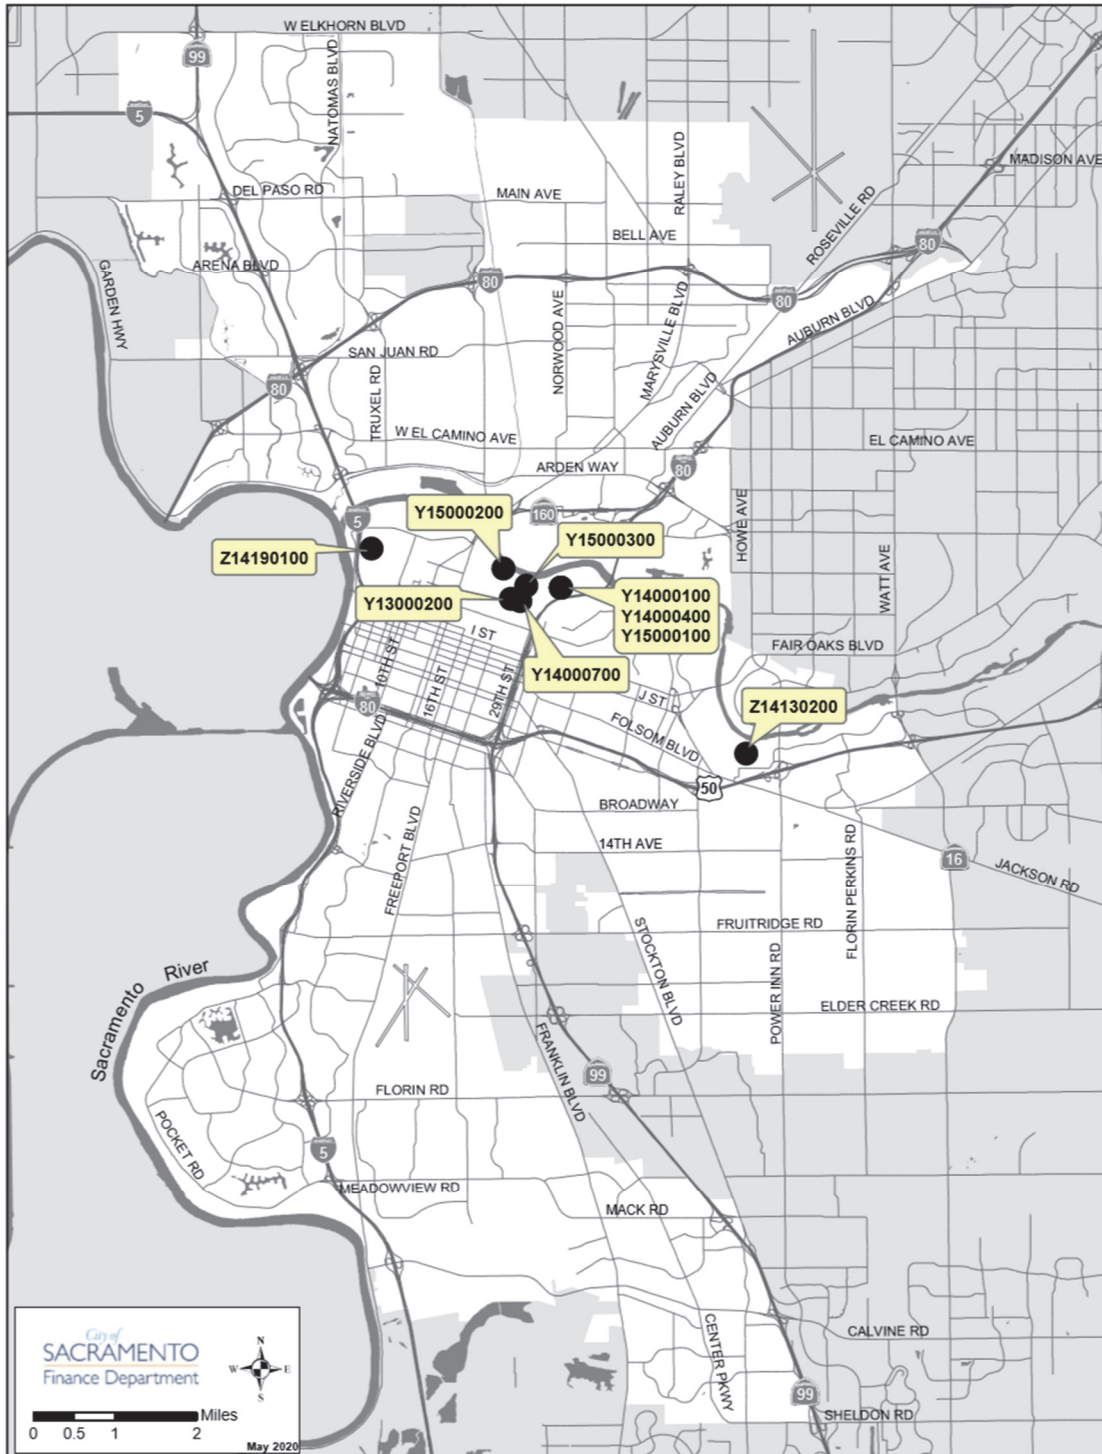 W ELKHORN BLVD
99
NATOMAS BLVD
5
RALEY BLVD
MADISON AVE
DEL PASO RD
MAIN AVE
ROSEVILLE RD
BELL AVE
80
ARENA BLVD
GARDEN HWY
80
80
NORWOOD AVE
MARYSVILLE BLVD
AUBURN BLVD
SAN JUAN RD
80
TRUXEL RD
AUBURN BLVD
W EL CAMINO AVE
EL CAMINO AVE
ARDEN WAY
80
HOWE AVE
5
Y15000200
160
Z14190100
Y15000300
WATT AVE
Y13000200
Y14000100
Y14000400
Y15000100
I ST
FAIR OAKS BLVD
10TH ST
16TH ST
29TH ST
Y14000700
J ST
Z14130200
80
FOLSOM BLVD
RIVERSIDE BLVD
50
BROADWAY
FREEPORT BLVD
14TH AVE
FLORIN PERKINS RD
16
JACKSON RD
FRUITRIDGE RD
STOCKTON BLVD
POWER INN RD
Sacramento River
ELDER CREEK RD
FRANKLIN BLVD
99
FLORIN RD
POCKET RD
5
MEADOWVIEW RD
MACK RD
CENTER PKWY
CALVINE RD
99
SHELDON RD
City of
SACRAMENTO
Finance Department
N
W E
S
Miles
0 0.5 1 2
May 2020